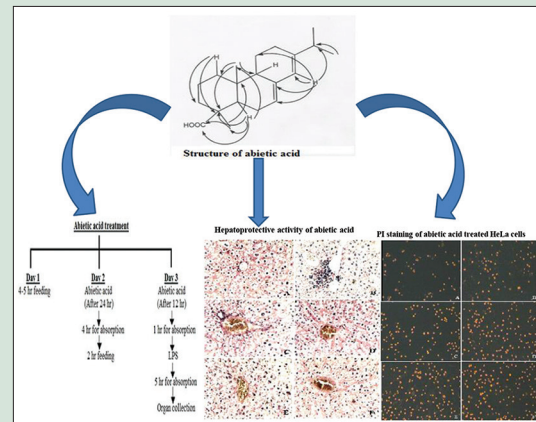 H
H
H
H
HOOC
Structure of abietic acid
Abietic acid treatment
Hepatoprotective activity of abietic acid
PI staining of abietic acid treated HeLa cells
Day 1
4-5 hr feeding
Day 2
Abietic acid
(After 24 hr)
4 hr for absorption
2 hr feeding
Day 3
Abietic acid
(After 12 hr)
1 hr for absorption
LPS
5 hr for absorption
Organ collection
A
C
E